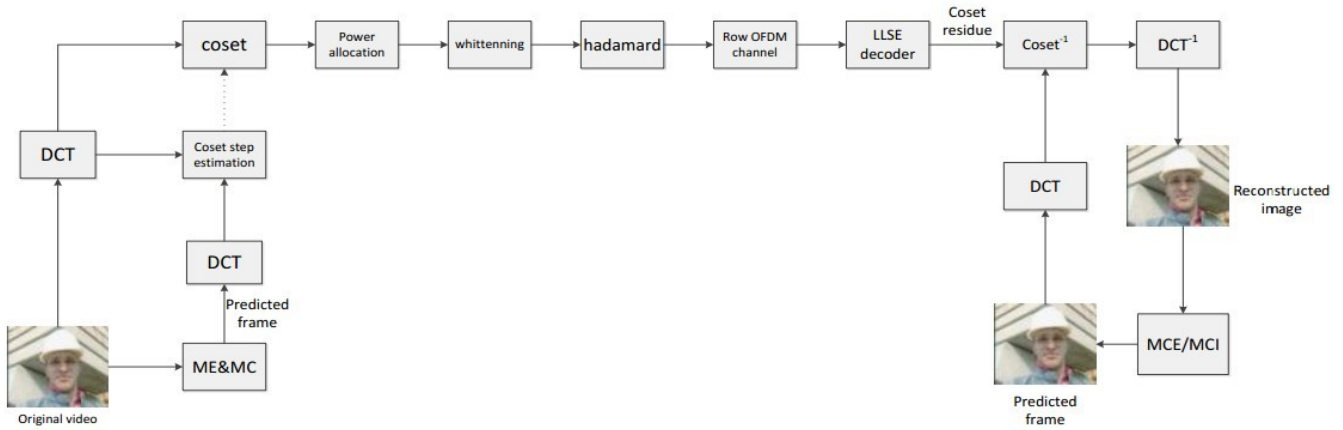 coset
Power
allocation
whittenning
hadamard
Row OFDM
channel
LLSE
decoder
Coset
residue
Coset⁻¹
DCT⁻¹
DCT
Coset step
estimation
DCT
Predicted
frame
ME&MC
Original video
DCT
Reconstructed
image
MCE/MCI
Predicted
frame